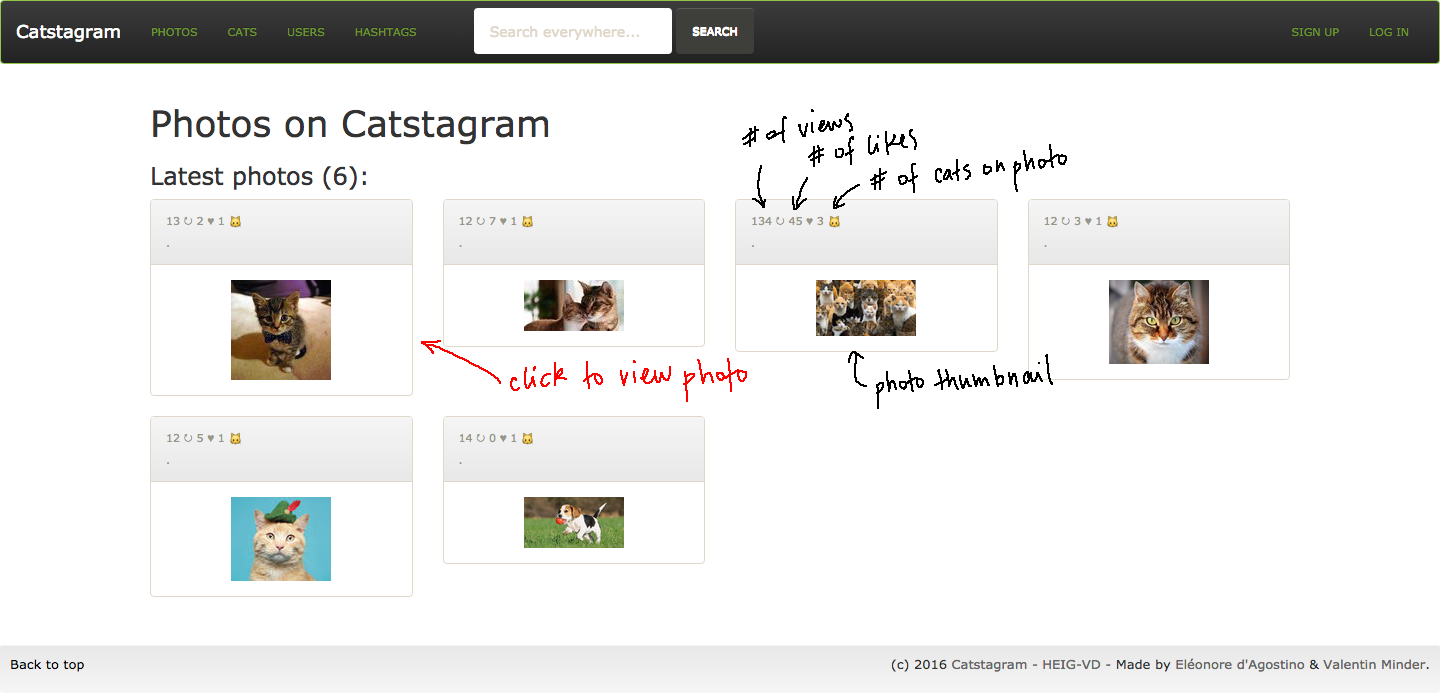 Catstagram PHOTOS CATS USERS HASHTAGS Search everywhere... SEARCH SIGN UP LOG IN
Photos on Catstagram
# of views
# of likes
# of cats on photo
Latest photos (6):
13 ↻ 2 ♥ 1 🐱
.
12 ↻ 7 ♥ 1 🐱
.
134 ↻ 45 ♥ 3 🐱
.
12 ↻ 3 ♥ 1 🐱
.
click to view photo
photo thumbnail
12 ↻ 5 ♥ 1 🐱
.
14 ↻ 0 ♥ 1 🐱
.
Back to top
(c) 2016 Catstagram - HEIG-VD - Made by Eléonore d'Agostino & Valentin Minder.